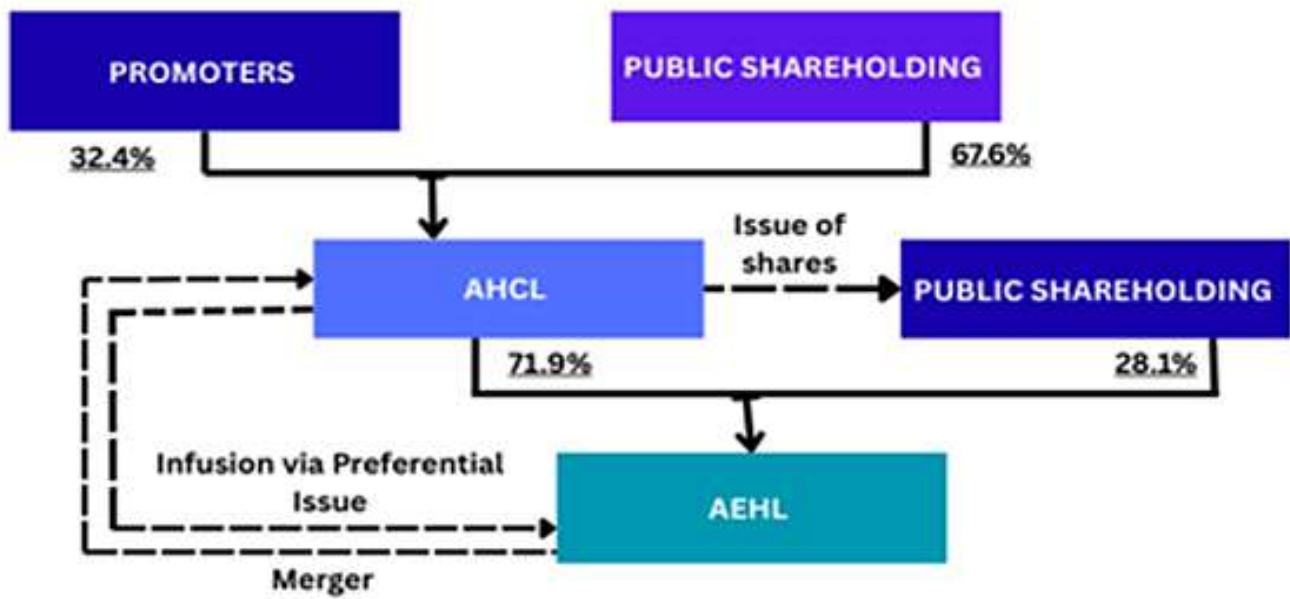 PROMOTERS
PUBLIC SHAREHOLDING
32.4%
67.6%
Issue of
shares
AHCL
PUBLIC SHAREHOLDING
71.9%
28.1%
Infusion via Preferential
Issue
AEHL
Merger